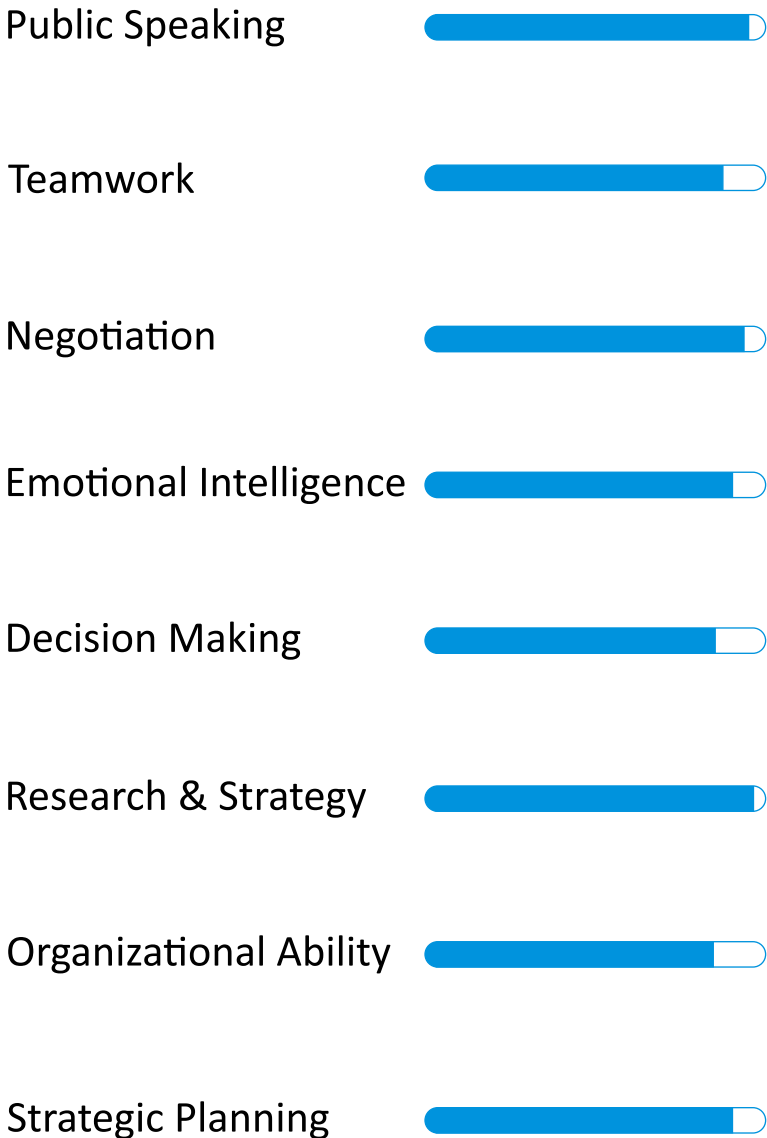 Public Speaking
Teamwork
Negotiation
Emotional Intelligence
Decision Making
Research & Strategy
Organizational Ability
Strategic Planning